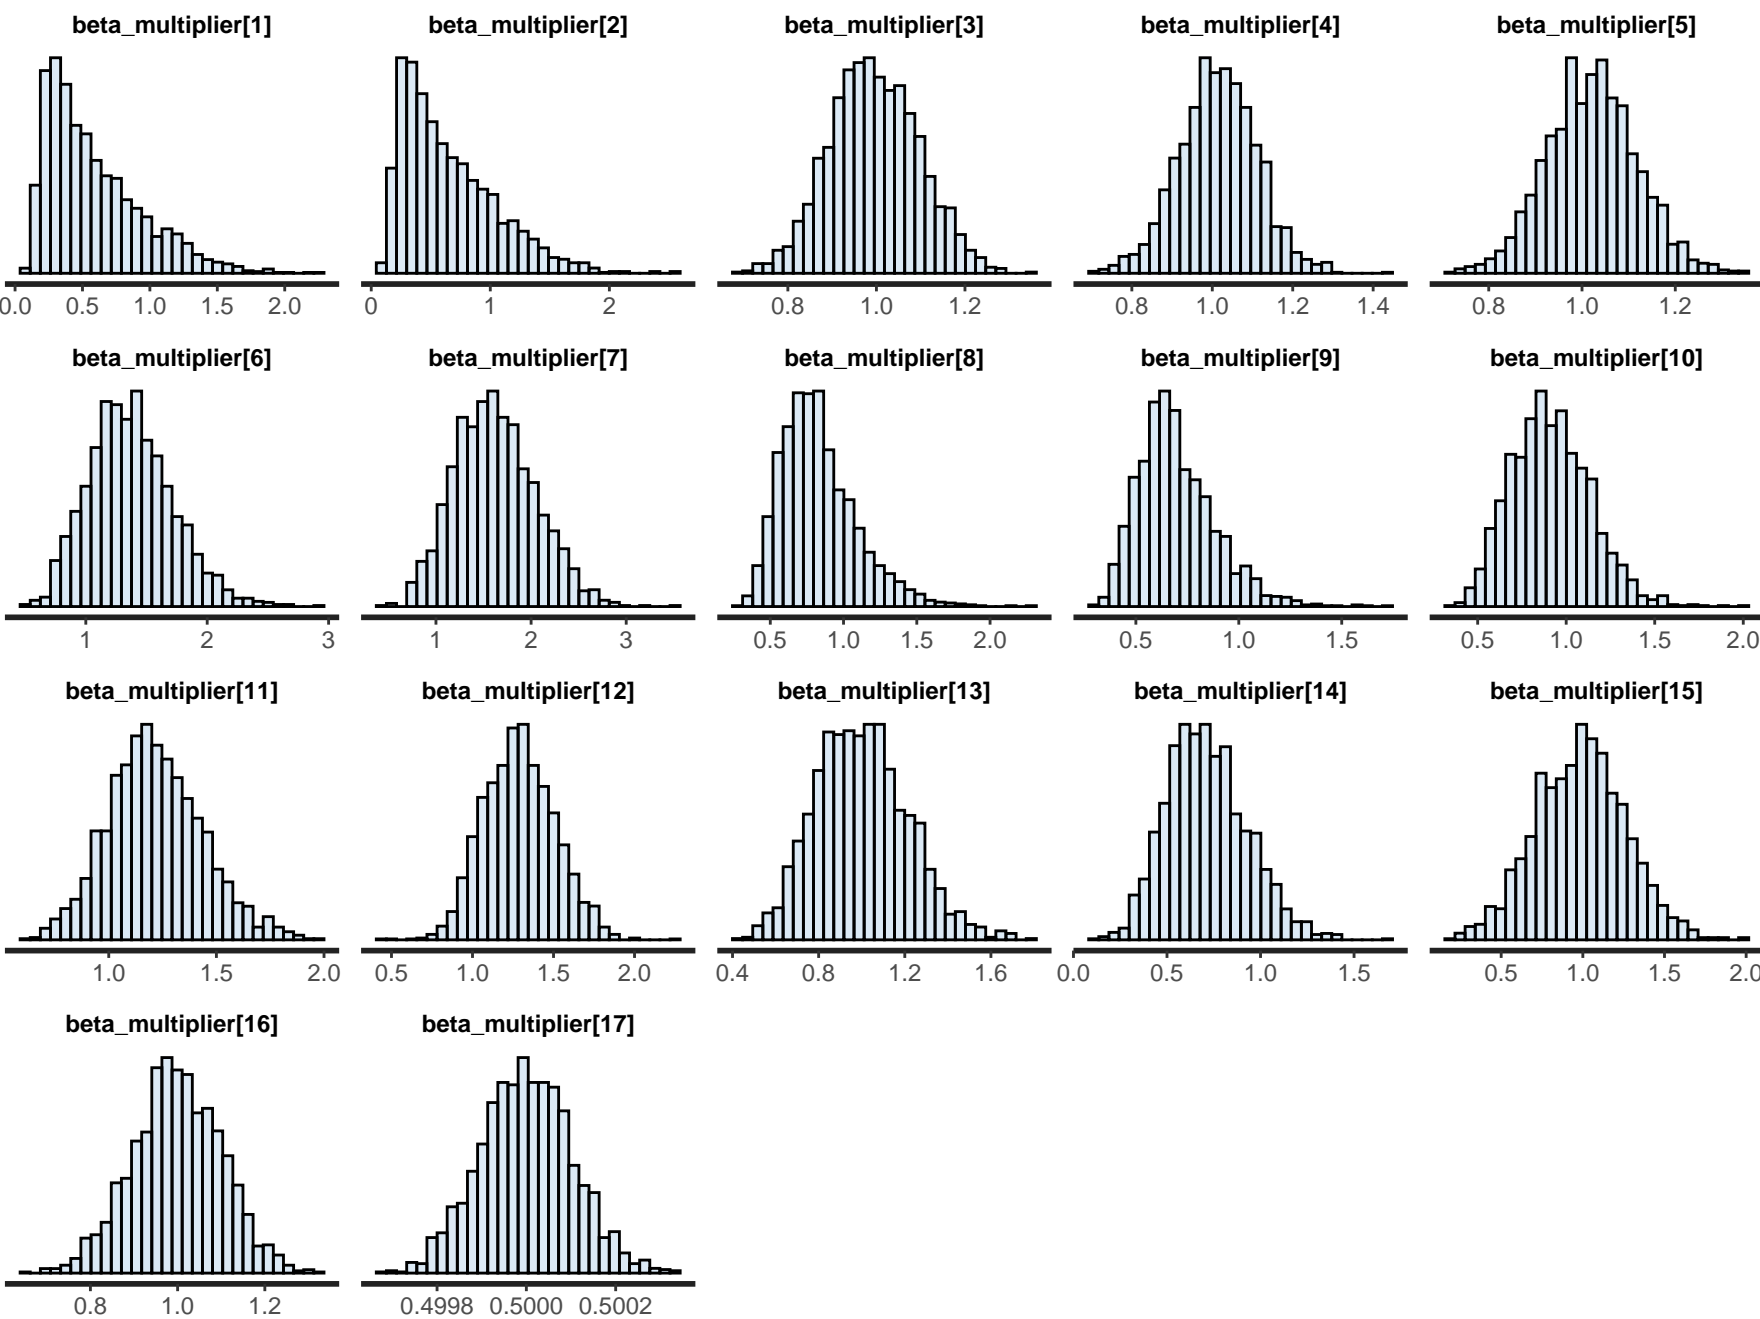 beta_multiplier[1] beta_multiplier[2] beta_multiplier[3] beta_multiplier[4] beta_multiplier[5]
0.0 0.5 1.0 1.5 2.0 0 1 2 0.8 1.0 1.2 0.8 1.0 1.2 1.4 0.8 1.0 1.2
beta_multiplier[6] beta_multiplier[7] beta_multiplier[8] beta_multiplier[9] beta_multiplier[10]
1 2 3 1 2 3 0.5 1.0 1.5 2.0 0.5 1.0 1.5 0.5 1.0 1.5 2.0
beta_multiplier[11] beta_multiplier[12] beta_multiplier[13] beta_multiplier[14] beta_multiplier[15]
1.0 1.5 2.0 0.5 1.0 1.5 2.0 0.4 0.8 1.2 1.6 0.0 0.5 1.0 1.5 0.5 1.0 1.5 2.0
beta_multiplier[16] beta_multiplier[17]
0.8 1.0 1.2 0.4998 0.5000 0.5002